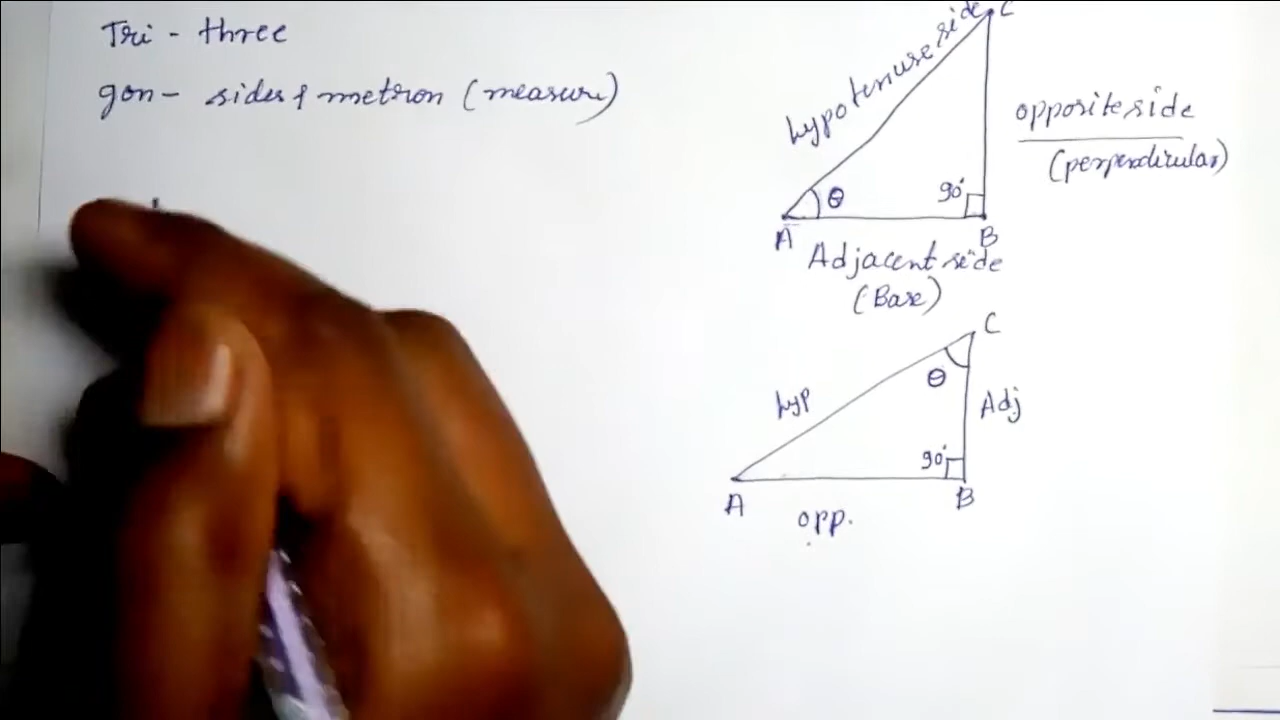 Tri - three
gon - sides & metron (measure)
hypotenuse side
C
opposite side
(perpendicular)
θ
90°
A
B
Adjacent side
(Base)
C
θ
hyp
Adj
90°
A
B
opp.